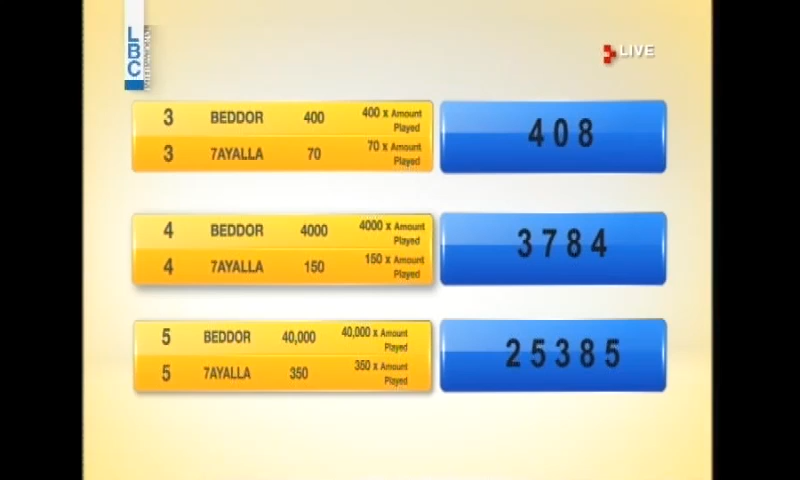 LBC
LIVE
3 BEDDOR 400 400 x Amount Played
3 7AYALLA 70 70 x Amount Played
408
4 BEDDOR 4000 4000 x Amount Played
4 7AYALLA 150 150 x Amount Played
3784
5 BEDDOR 40,000 40,000 x Amount Played
5 7AYALLA 350 350 x Amount Played
25385